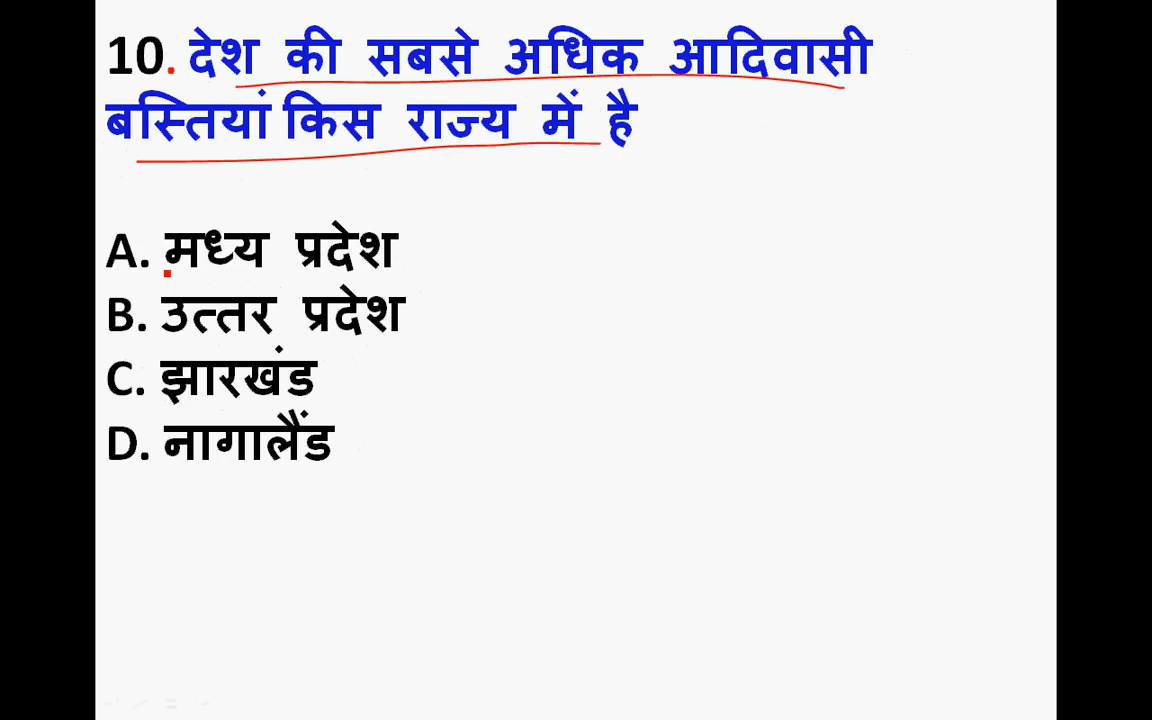 10. देश की सबसे अधिक आदिवासी
बस्तियां किस राज्य में है
A. मध्य प्रदेश
B. उत्तर प्रदेश
C. झारखंड
D. नागालैंड